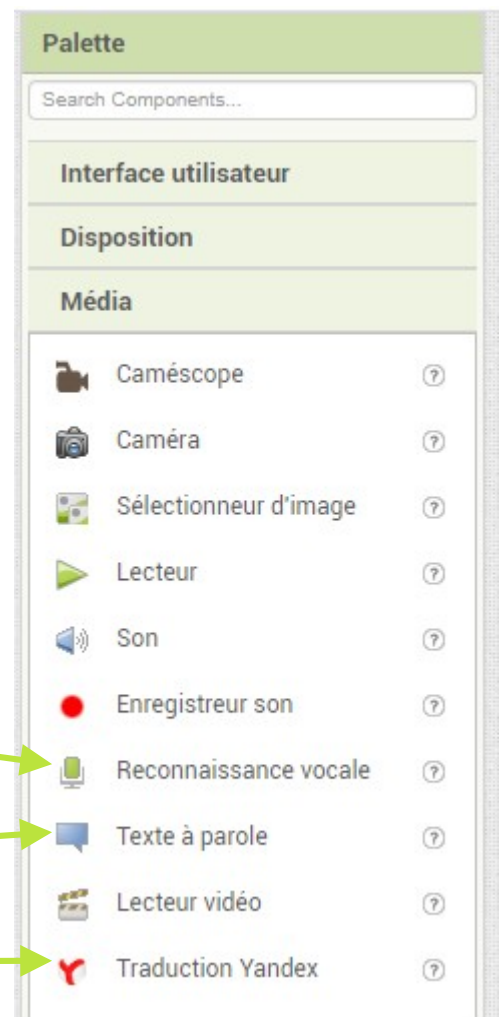 Palette
Search Components...
Interface utilisateur
Disposition
Média
Caméscope
Caméra
Sélectionneur d'image
Lecteur
Son
Enregistreur son
Reconnaissance vocale
Texte à parole
Lecteur vidéo
Traduction Yandex